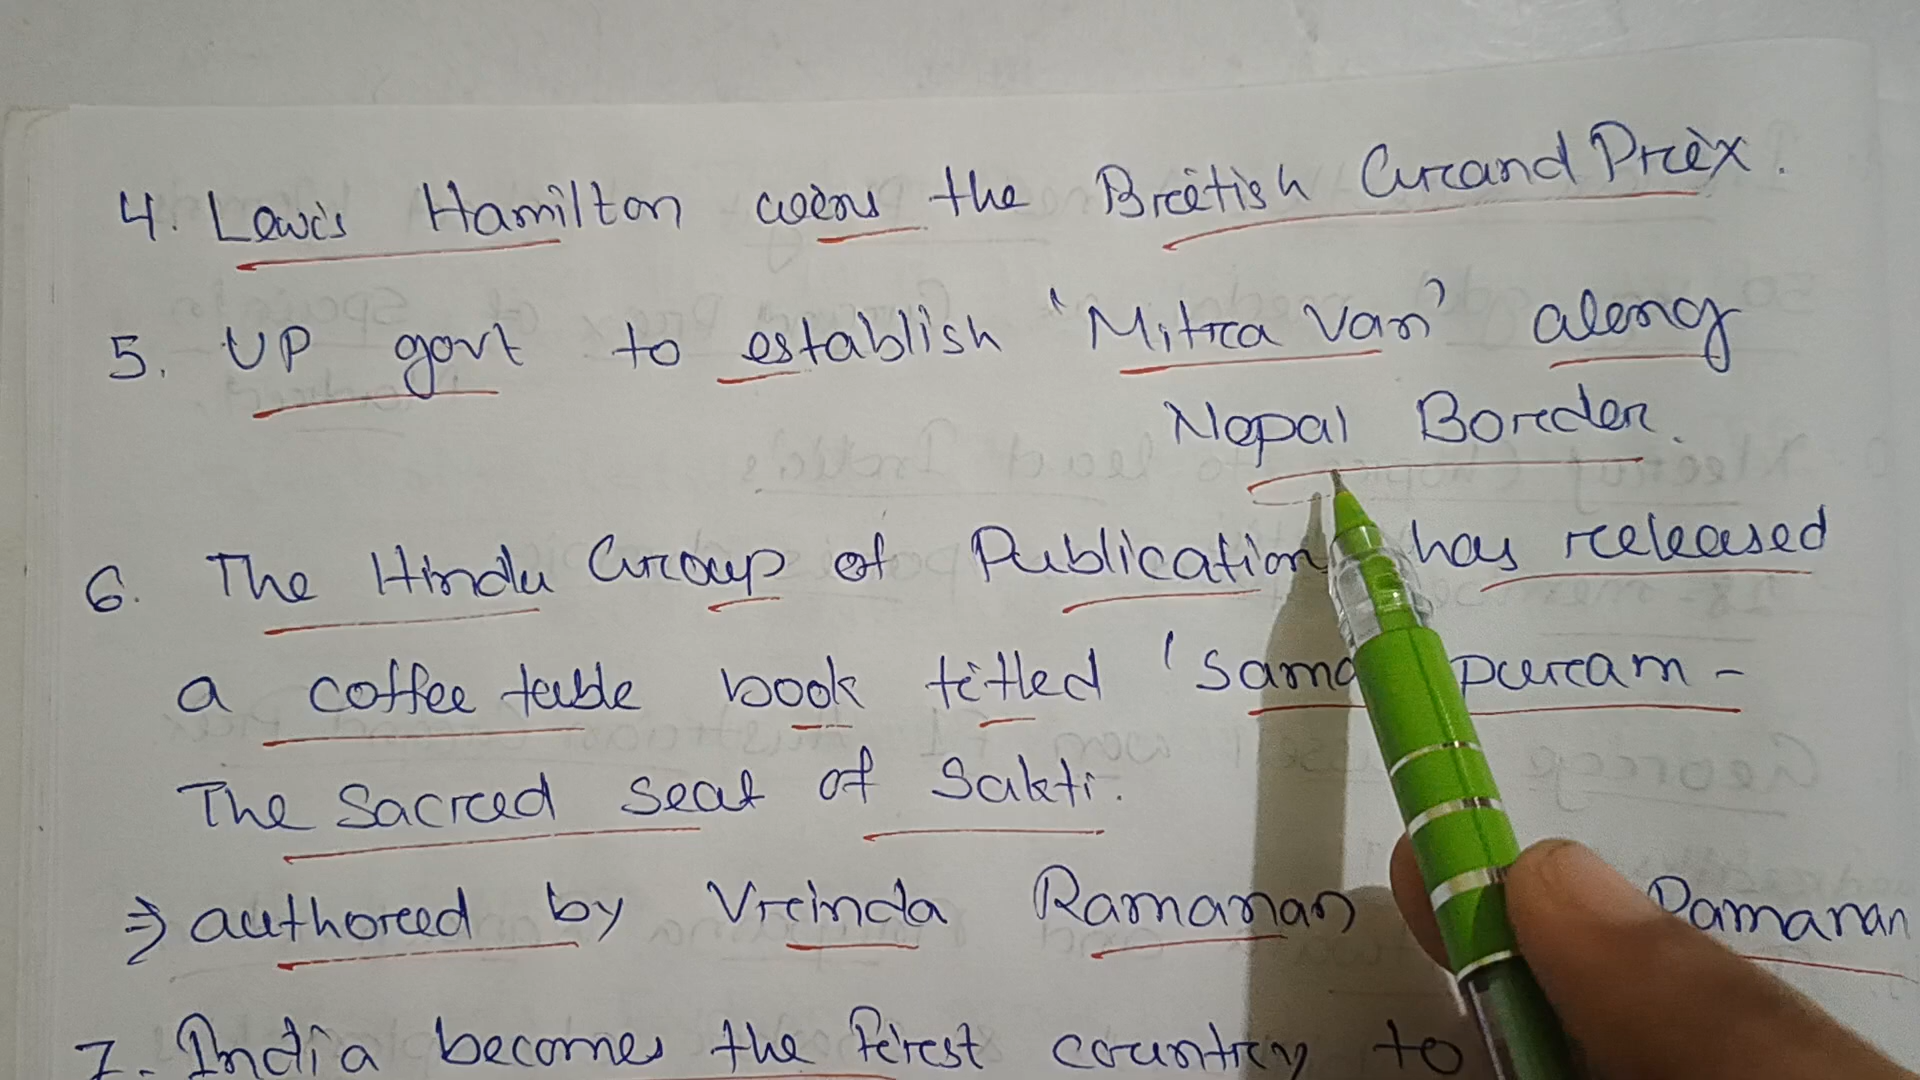 4. Lewis Hamilton wins the British Grand Prix.
5. UP govt to establish 'Mitra Van' along
Nepal Border.
6. The Hindu Group of Publication has released
a coffee table book titled 'Sama puram -
The Sacred seat of Sakti.
⇒ authored by Vrinda Ramanan Ramanan
7. India becomes the first country to